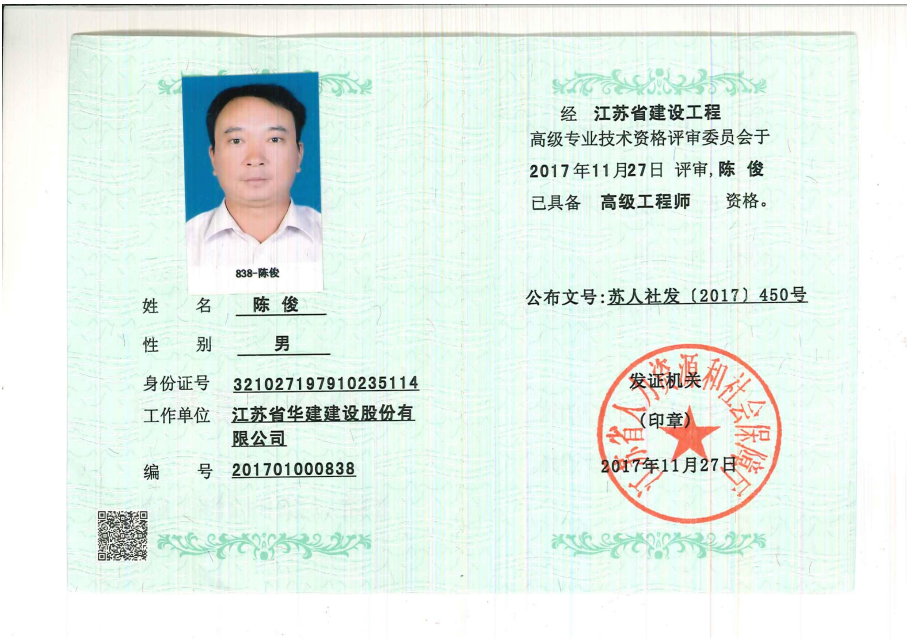 838-陈俊
姓 名 陈 俊
性 别 男
身份证号 321027197910235114
工作单位 江苏省华建建设股份有
限公司
编 号 201701000838
经 江苏省建设工程
高级专业技术资格评审委员会于
2017年11月27日 评审,陈 俊
已具备 高级工程师 资格。
公布文号:苏人社发〔2017〕450号
江苏省人力资源和社会保障厅
发证机关
(印章)
2017年11月27日